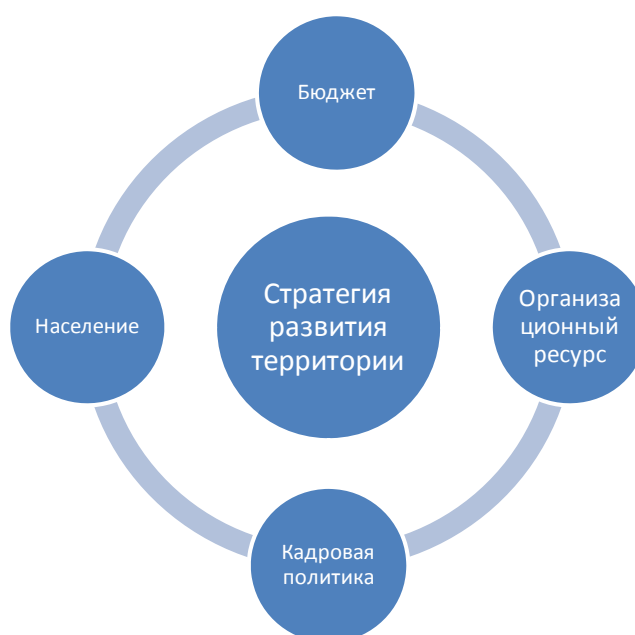 Бюджет
Население
Стратегия
развития
территории
Организа
ционный
ресурс
Кадровая
политика